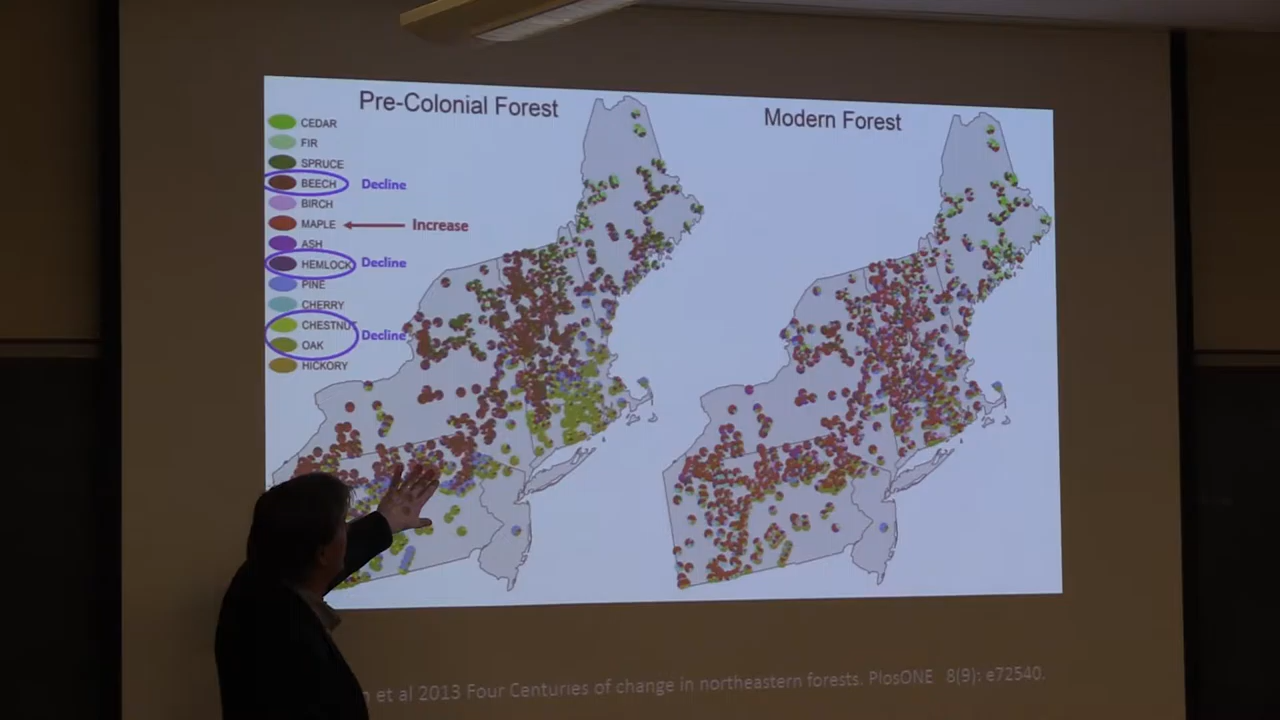 Pre-Colonial Forest
Modern Forest
CEDAR
FIR
SPRUCE
BEECH Decline
BIRCH
MAPLE Increase
ASH
HEMLOCK Decline
PINE
CHERRY
CHESTNUT Decline
OAK
HICKORY
et al 2013 Four Centuries of change in northeastern forests. PlosONE 8(9): e72540.